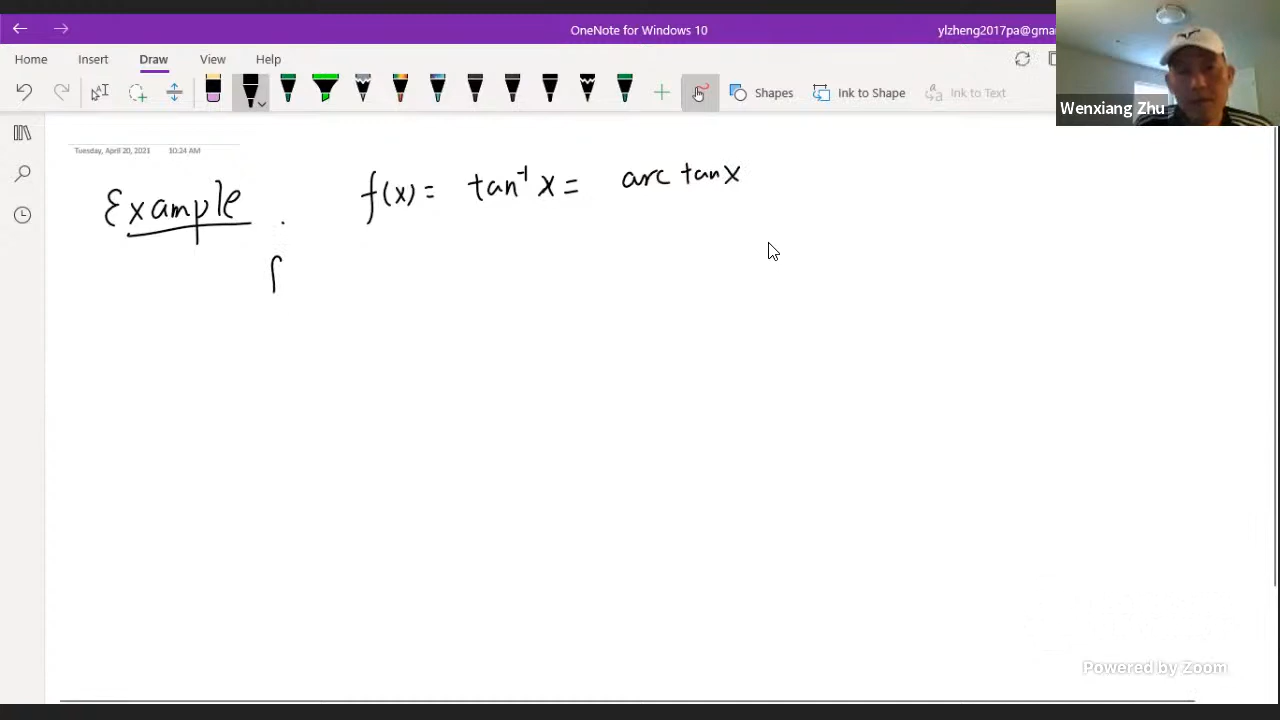 OneNote for Windows 10
ylzheng2017pa@gma
Home Insert Draw View Help
Shapes Ink to Shape Ink to Text
Wenxiang Zhu
Tuesday, April 20, 2021 10:24 AM
Example . f(x) = tan⁻¹ x = arc tan x
Powered by Zoom